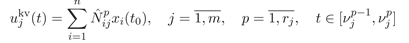 u_j^{kv}(t) = \sum_{i=1}^{n} \hat{N}_{ij}^{p} x_i(t_0), \quad j = \overline{1, m}, \quad p = \overline{1, r_j}, \quad t \in [\nu_j^{p-1}, \nu_j^{p}]